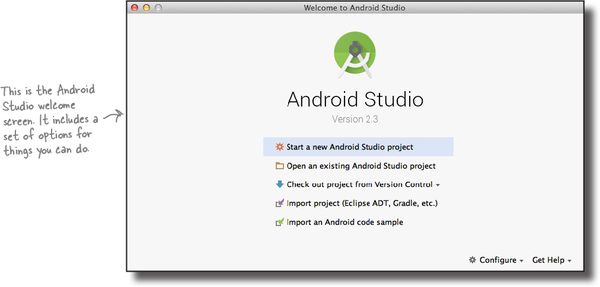 Welcome to Android Studio
This is the Android
Studio welcome
screen. It includes a
set of options for
things you can do.
Android Studio
Version 2.3
Start a new Android Studio project
Open an existing Android Studio project
Check out project from Version Control
Import project (Eclipse ADT, Gradle, etc.)
Import an Android code sample
Configure Get Help